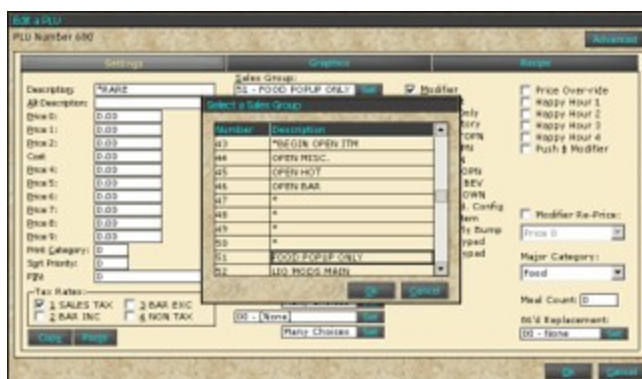 Edit a PLU
PLU Number 600
Advanced
Settings
Graphics
Recipe
Sales Group:
51 - FOOD POPUP ONLY
Set
Modifier
Description:
*RARE
Alt Description:
Price 0:
0.00
Price 1:
0.00
Price 2:
0.00
Cost:
0.00
Price 4:
0.00
Price 5:
0.00
Price 6:
0.00
Price 7:
0.00
Price 8:
0.00
Price 9:
0.00
Print Category:
0
Sort Priority:
0
0
Tax Rates:
1 SALES TAX
3 BAR EXC
2 BAR INC
4 NON TAX
Copy
Select a Sales Group
Number
Description
43
*BEGIN OPEN ITM
44
OPEN MISC.
45
OPEN HOT
46
OPEN BAR
47
*
48
*
49
*
50
*
51
FOOD POPUP ONLY
52
LIQ MODS MAIN
Ok
Cancel
00 - [None]
Set
Many Choices
Set
Price Over-ride
Happy Hour 1
Happy Hour 2
Happy Hour 3
Happy Hour 4
Push $ Modifier
Modifier Re-Price:
Price 0
Major Category:
Food
Meal Count:
0
86'd Replacement:
00 - None
Set
Ok
Cancel